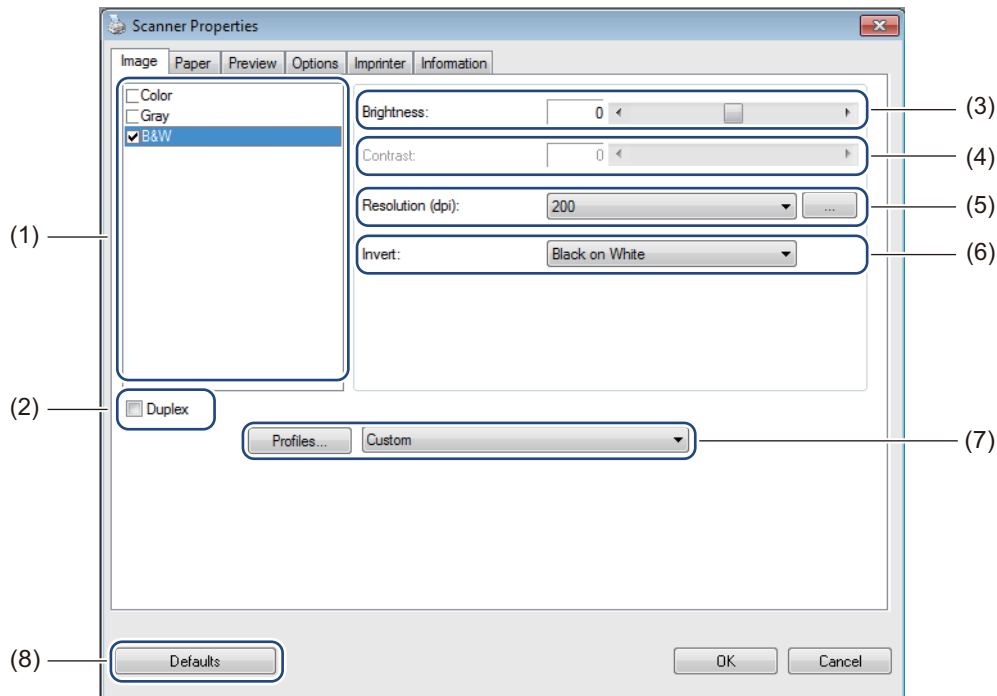 Scanner Properties
Image Paper Preview Options Imprinter Information
Color
Gray
B&W
Brightness: 0
Contrast: 0
Resolution (dpi): 200 ...
Invert: Black on White
Duplex
Profiles... Custom
Defaults OK Cancel
(1)
(2)
(3)
(4)
(5)
(6)
(7)
(8)